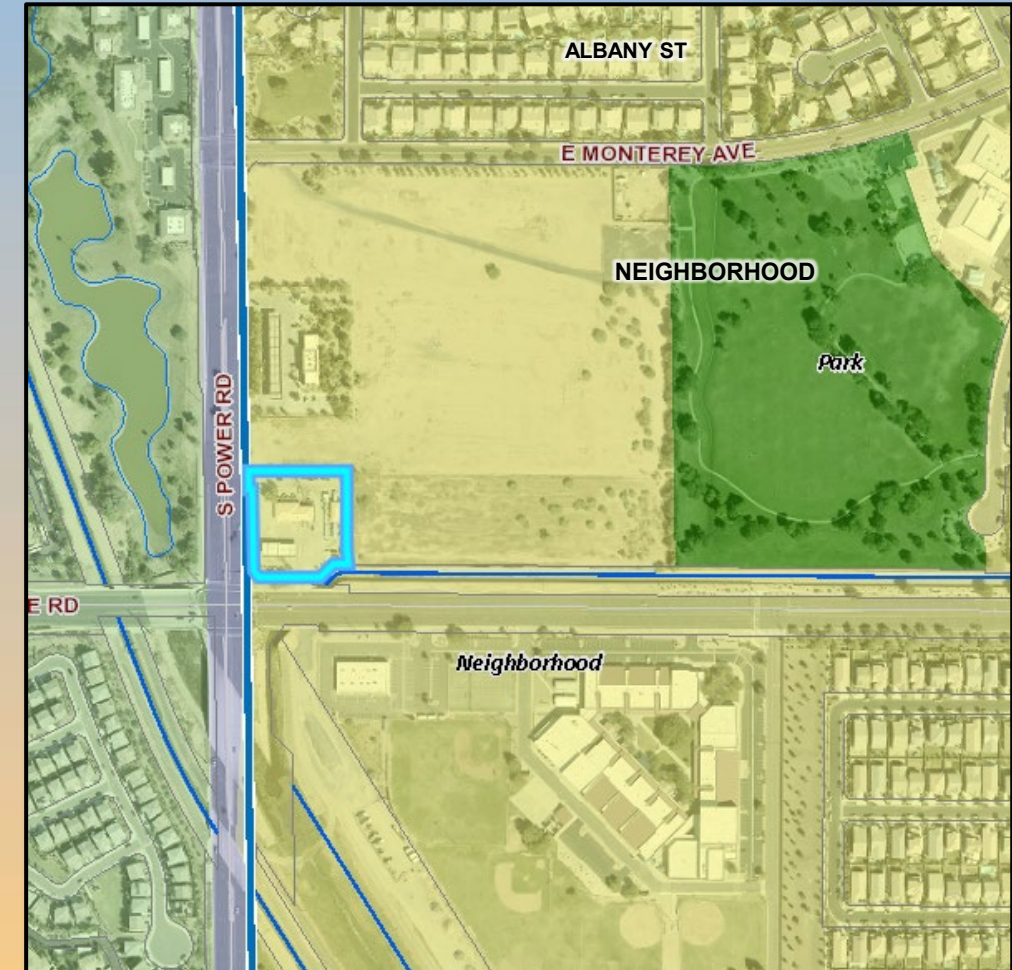 ALBANY ST
E MONTEREY AVE
NEIGHBORHOOD
Park
S POWER RD
E RD
Neighborhood